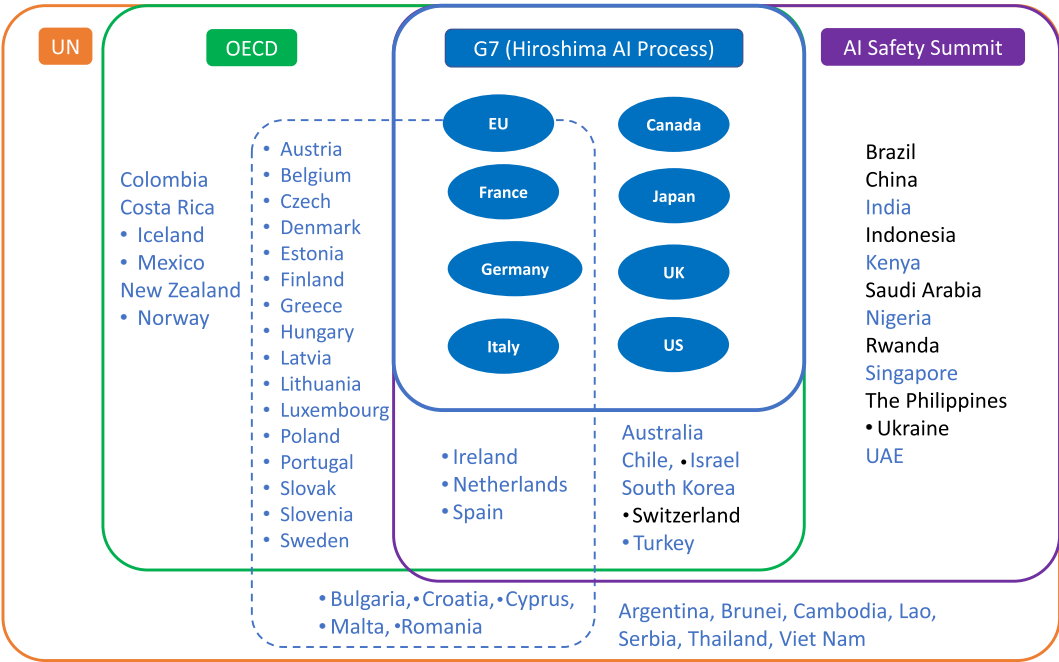 UN
OECD
G7 (Hiroshima AI Process)
AI Safety Summit
Colombia
Costa Rica
• Iceland
• Mexico
New Zealand
• Norway
• Austria
• Belgium
• Czech
• Denmark
• Estonia
• Finland
• Greece
• Hungary
• Latvia
• Lithuania
• Luxembourg
• Poland
• Portugal
• Slovak
• Slovenia
• Sweden
EU
France
Germany
Italy
Canada
Japan
UK
US
• Ireland
• Netherlands
• Spain
Australia
Chile, •Israel
South Korea
•Switzerland
•Turkey
Brazil
China
India
Indonesia
Kenya
Saudi Arabia
Nigeria
Rwanda
Singapore
The Philippines
•Ukraine
UAE
•Bulgaria,•Croatia,•Cyprus,
•Malta,•Romania
Argentina, Brunei, Cambodia, Lao,
Serbia, Thailand, Viet Nam